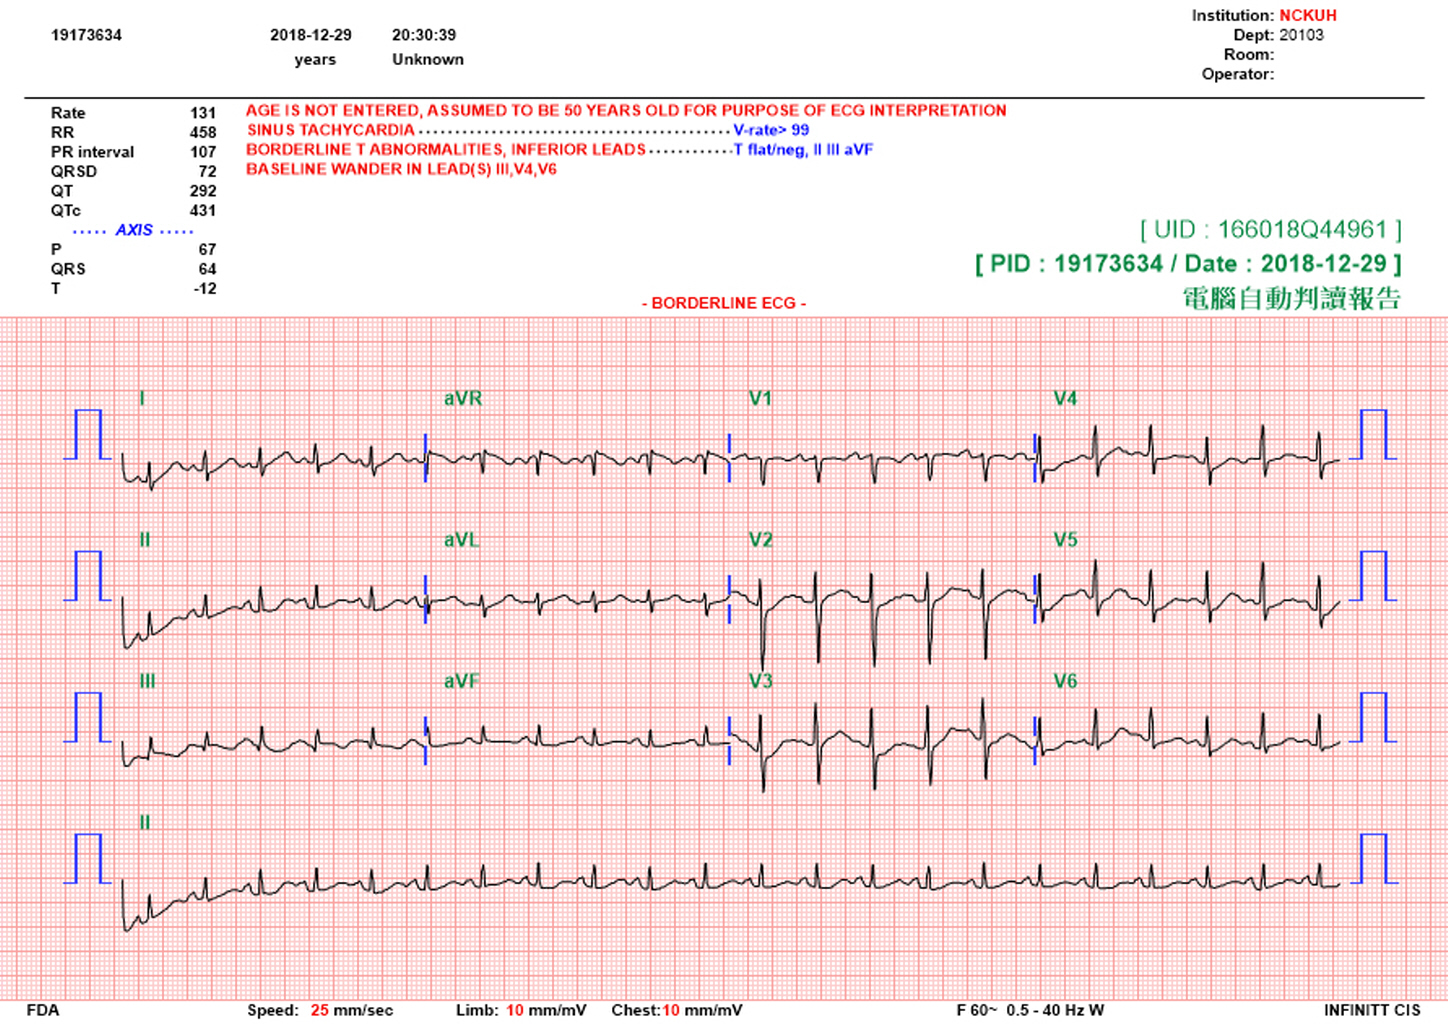 Institution: NCKUH
19173634 2018-12-29 20:30:39 Dept: 20103
years Unknown Room:
Operator:
Rate 131 AGE IS NOT ENTERED, ASSUMED TO BE 50 YEARS OLD FOR PURPOSE OF ECG INTERPRETATION
RR 458 SINUS TACHYCARDIA........................................V-rate> 99
PR interval 107 BORDERLINE T ABNORMALITIES, INFERIOR LEADS............T flat/neg, II III aVF
QRSD 72 BASELINE WANDER IN LEAD(S) III,V4,V6
QT 292
QTc 431
..... AXIS .....
[ UID : 166018Q44961 ]
P 67
QRS 64
[ PID : 19173634 / Date : 2018-12-29 ]
T -12
- BORDERLINE ECG -
電腦自動判讀報告
I aVR V1 V4
II aVL V2 V5
III aVF V3 V6
II
FDA Speed: 25 mm/sec Limb: 10 mm/mV Chest:10 mm/mV F 60~ 0.5 - 40 Hz W INFINITT CIS